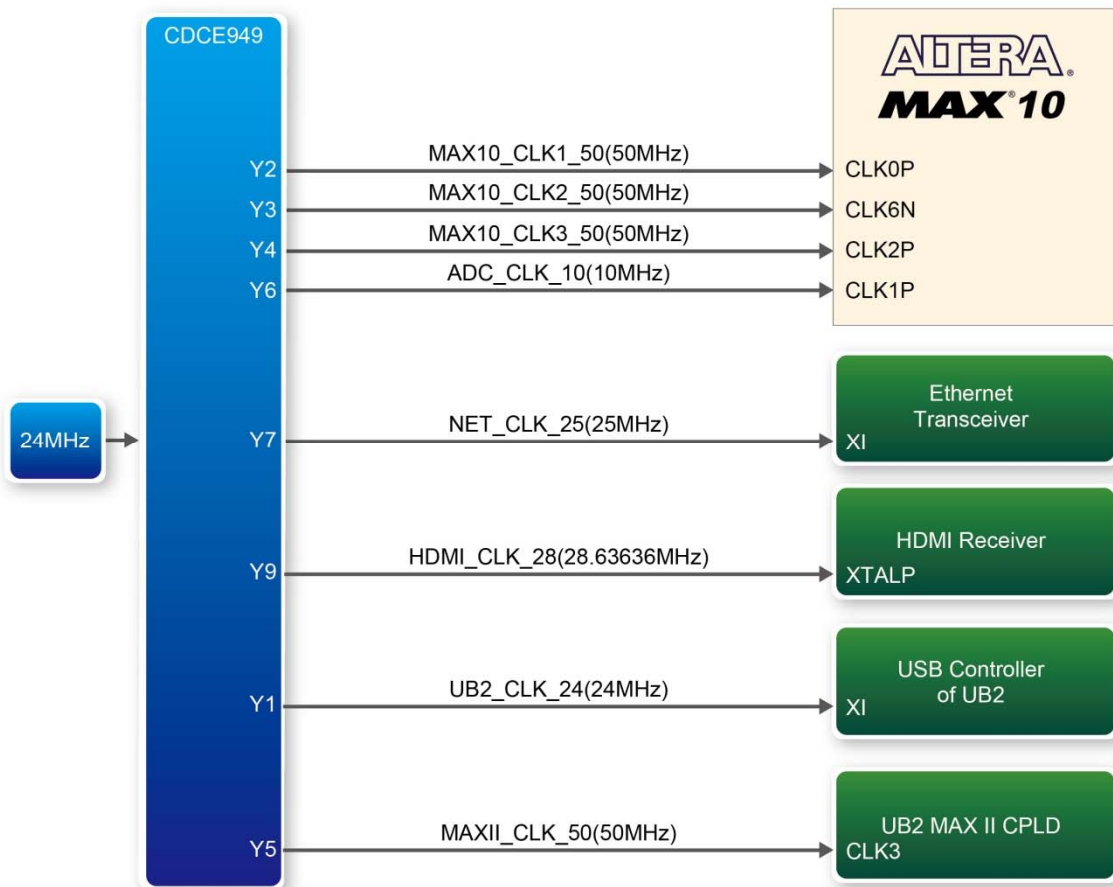 CDCE949
ALTERA®
MAX®10
Y2
MAX10_CLK1_50(50MHz)
CLK0P
Y3
MAX10_CLK2_50(50MHz)
CLK6N
Y4
MAX10_CLK3_50(50MHz)
CLK2P
Y6
ADC_CLK_10(10MHz)
CLK1P
24MHz
Y7
NET_CLK_25(25MHz)
Ethernet
Transceiver
XI
Y9
HDMI_CLK_28(28.63636MHz)
HDMI Receiver
XTALP
Y1
UB2_CLK_24(24MHz)
USB Controller
of UB2
XI
Y5
MAXII_CLK_50(50MHz)
UB2 MAX II CPLD
CLK3